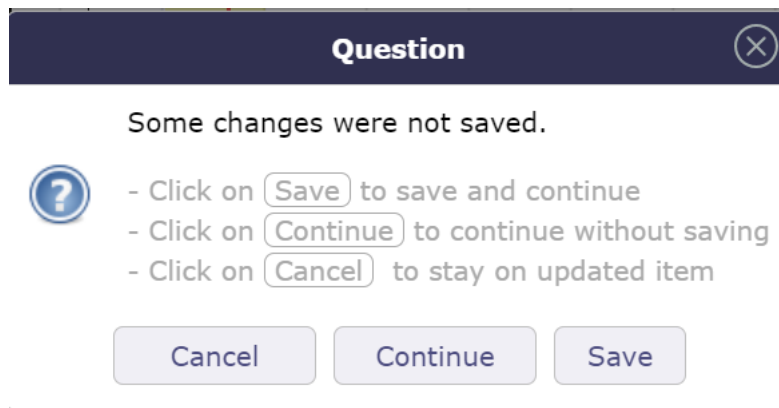 Question
Some changes were not saved.
- Click on Save to save and continue
- Click on Continue to continue without saving
- Click on Cancel to stay on updated item
Cancel Continue Save